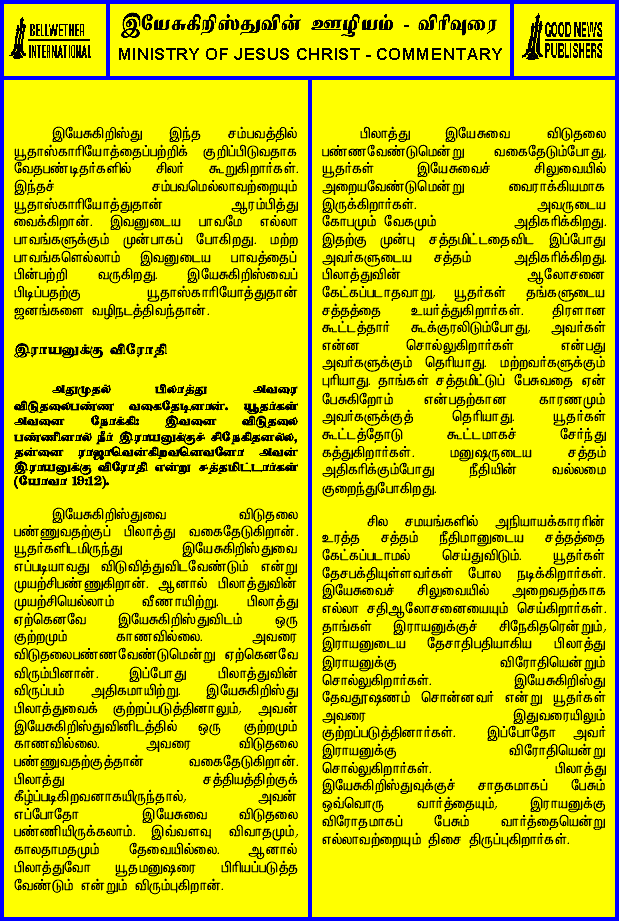 BELLWETHER
INTERNATIONAL
இயேசுகிறிஸ்துவின் ஊழியம் - விரிவுரை
MINISTRY OF JESUS CHRIST - COMMENTARY
GOOD NEWS
PUBLISHERS
இயேசுகிறிஸ்து இந்த சம்பவத்தில்
யூதாஸ்காரியோத்தைப்பற்றிக் குறிப்பிடுவதாக
வேதபண்டிதர்களில் சிலர் கூறுகிறார்கள்.
இந்தச் சம்பவமெல்லாவற்றையும்
யூதாஸ்காரியோத்துதான் ஆரம்பித்து
வைக்கிறான். இவனுடைய பாவமே எல்லா
பாவங்களுக்கும் முன்பாகப் போகிறது. மற்ற
பாவங்களெல்லாம் இவனுடைய பாவத்தைப்
பின்பற்றி வருகிறது. இயேசுகிறிஸ்வைப்
பிடிப்பதற்கு யூதாஸ்காரியோத்துதான்
ஜனங்களை வழிநடத்திவந்தான்.
இராயனுக்கு விரோதி
அதுமுதல் பிலாத்து அவரை
விடுதலைபண்ண வகைதேடினான். யூதர்கள்
அவனை நோக்கி: இவனை விடுதலை
பண்ணினால் நீர் இராயனுக்குச் சிநேகிதனல்ல,
தன்னை ராஜாவென்கிறவனெவனோ அவன்
இராயனுக்கு விரோதி என்று சத்தமிட்டார்கள்
(யோவா 19:12).
இயேசுகிறிஸ்துவை விடுதலை
பண்ணுவதற்குப் பிலாத்து வகைதேடுகிறான்.
யூதர்களிடமிருந்து இயேசுகிறிஸ்துவை
எப்படியாவது விடுவித்துவிடவேண்டும் என்று
முயற்சிபண்ணுகிறான். ஆனால் பிலாத்துவின்
முயற்சியெல்லாம் வீணாயிற்று. பிலாத்து
ஏற்கெனவே இயேசுகிறிஸ்துவிடம் ஒரு
குற்றமும் காணவில்லை. அவரை
விடுதலைபண்ணவேண்டுமென்று ஏற்கெனவே
விரும்பினான். இப்போது பிலாத்துவின்
விருப்பம் அதிகமாயிற்று. இயேசுகிறிஸ்து
பிலாத்துவைக் குற்றப்படுத்தினாலும், அவன்
இயேசுகிறிஸ்துவினிடத்தில் ஒரு குற்றமும்
காணவில்லை. அவரை விடுதலை
பண்ணுவதற்குத்தான் வகைதேடுகிறான்.
பிலாத்து சத்தியத்திற்குக்
கீழ்ப்படிகிறவனாகயிருந்தால், அவன்
எப்போதோ இயேசுவை விடுதலை
பண்ணியிருக்கலாம். இவ்வளவு விவாதமும்,
காலதாமதமும் தேவையில்லை. ஆனால்
பிலாத்துவோ யூதமனுஷரை பிரியப்படுத்த
வேண்டும் என்றும் விரும்புகிறான்.
பிலாத்து இயேசுவை விடுதலை
பண்ணவேண்டுமென்று வகைதேடும்போது,
யூதர்கள் இயேசுவைச் சிலுவையில்
அறையவேண்டுமென்று வைராக்கியமாக
இருக்கிறார்கள். அவருடைய
கோபமும் வேகமும் அதிகரிக்கிறது.
இதற்கு முன்பு சத்தமிட்டதைவிட இப்போது
அவர்களுடைய சத்தம் அதிகரிக்கிறது.
பிலாத்துவின் ஆலோசனை
கேட்கப்படாதவாறு, யூதர்கள் தங்களுடைய
சத்தத்தை உயர்த்துகிறார்கள். திரளான
கூட்டத்தார் கூக்குரலிடும்போது, அவர்கள்
என்ன சொல்லுகிறார்கள் என்பது
அவர்களுக்கும் தெரியாது. மற்றவர்களுக்கும்
புரியாது. தாங்கள் சத்தமிட்டுப் பேசுவதை ஏன்
பேசுகிறோம் என்பதற்கான காரணமும்
அவர்களுக்குத் தெரியாது. யூதர்கள்
கூட்டத்தோடு கூட்டமாகச் சேர்ந்து
கத்துகிறார்கள். மனுஷருடைய சத்தம்
அதிகரிக்கும்போது நீதியின் வல்லமை
குறைந்துபோகிறது.
சில சமயங்களில் அநியாயக்காரரின்
உரத்த சத்தம் நீதிமானுடைய சத்தத்தை
கேட்கப்படாமல் செய்துவிடும். யூதர்கள்
தேசபக்தியுள்ளவர்கள் போல நடிக்கிறார்கள்.
இயேசுவைச் சிலுவையில் அறைவதற்காக
எல்லா சதிஆலோசனையையும் செய்கிறார்கள்.
தாங்கள் இராயனுக்குச் சிநேகிதரென்றும்,
இராயனுடைய தேசாதிபதியாகிய பிலாத்து
இராயனுக்கு விரோதியென்றும்
சொல்லுகிறார்கள். இயேசுகிறிஸ்து
தேவதூஷணம் சொன்னவர் என்று யூதர்கள்
அவரை இதுவரையிலும்
குற்றப்படுத்தினார்கள். இப்போதோ அவர்
இராயனுக்கு விரோதியென்று
சொல்லுகிறார்கள். பிலாத்து
இயேசுகிறிஸ்துவுக்குச் சாதகமாகப் பேசும்
ஒவ்வொரு வார்த்தையும், இராயனுக்கு
விரோதமாகப் பேசும் வார்த்தையென்று
எல்லாவற்றையும் திசை திருப்புகிறார்கள்.